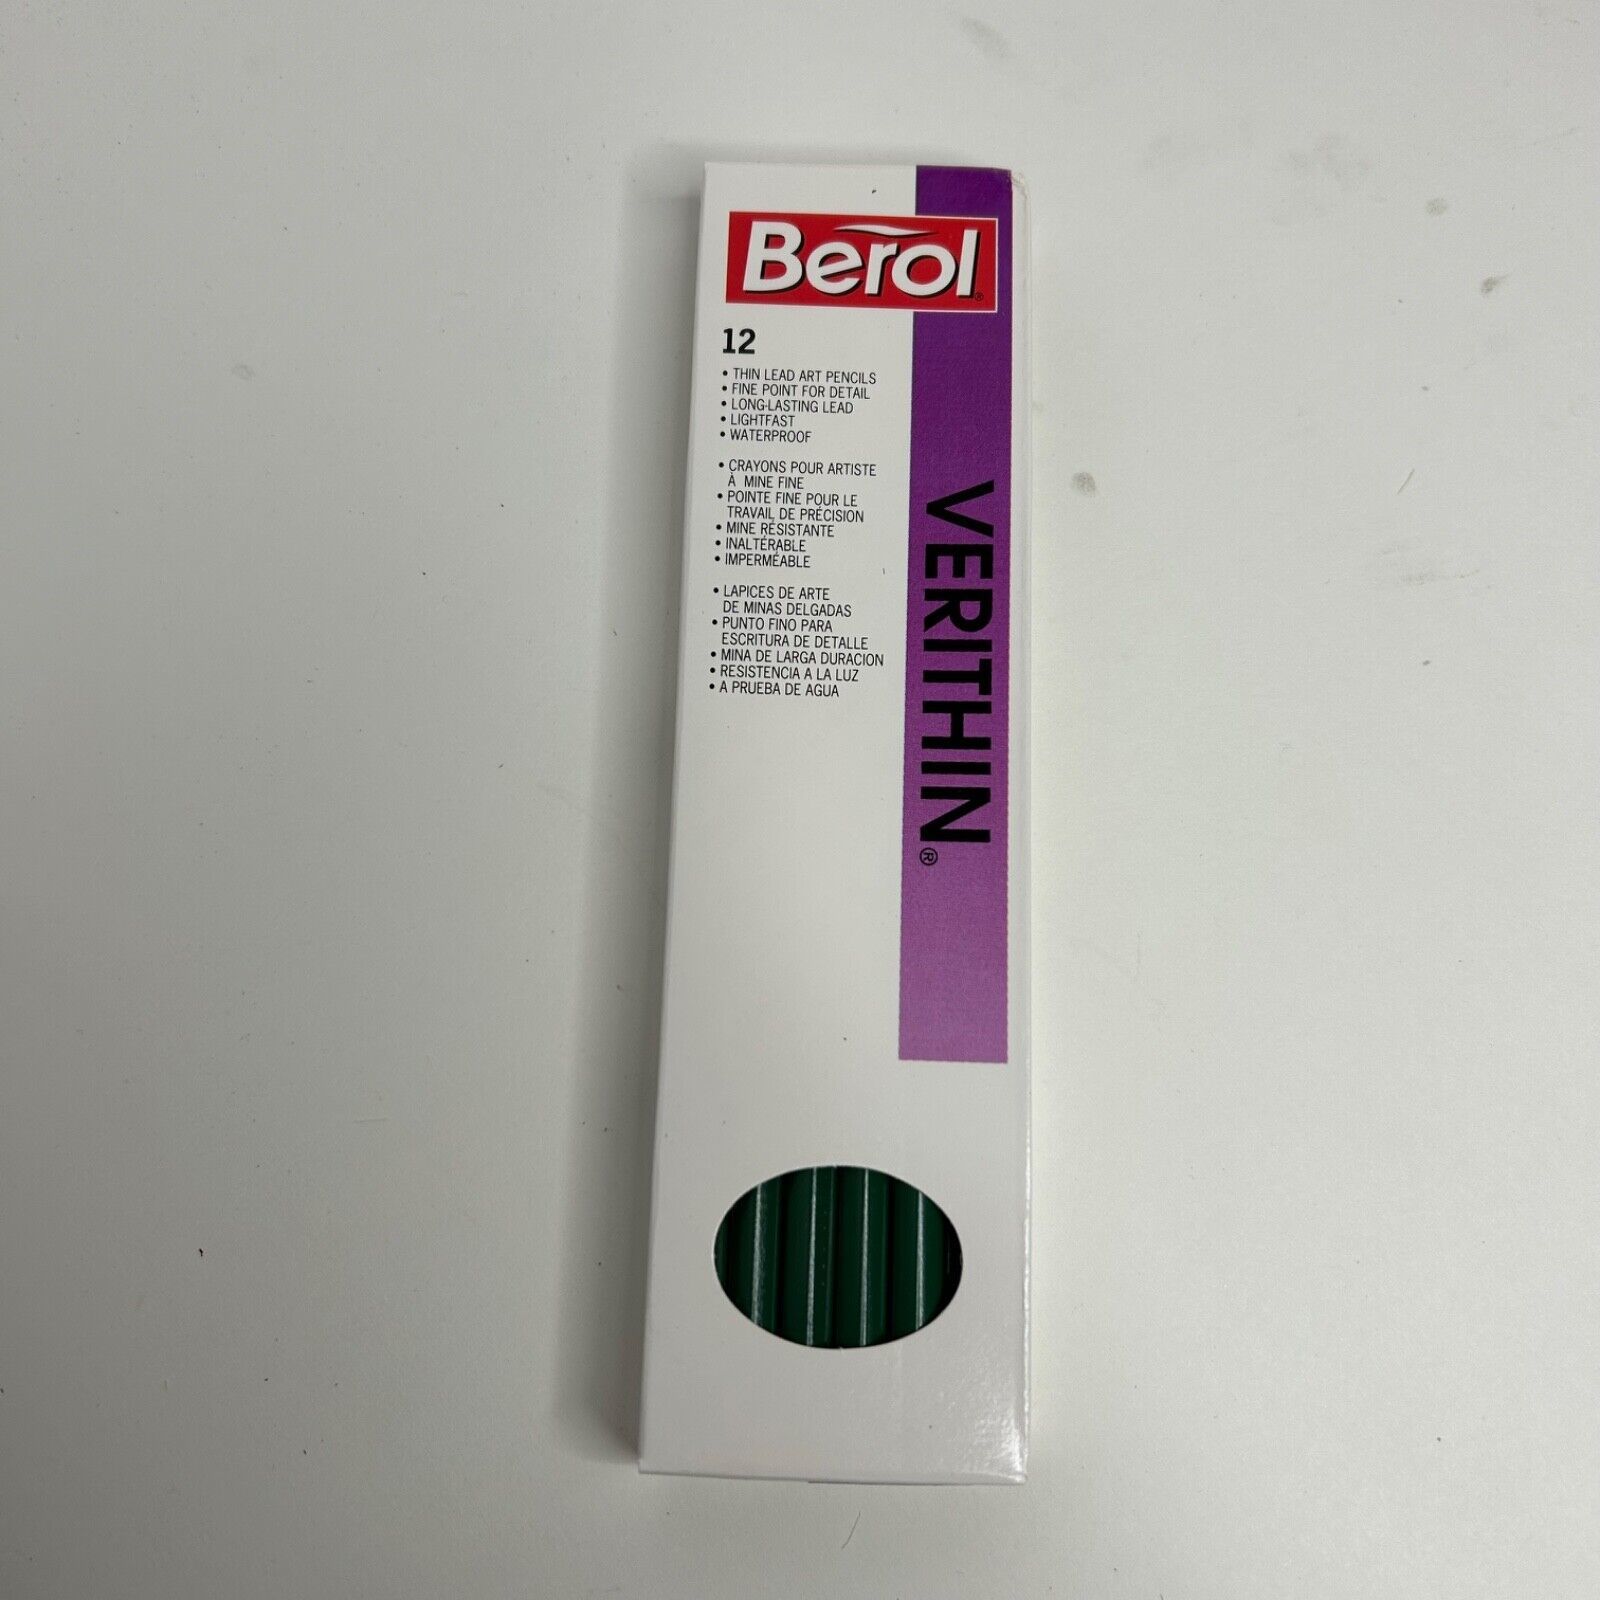 Berol®
12
• THIN LEAD ART PENCILS
• FINE POINT FOR DETAIL
• LONG-LASTING LEAD
• LIGHTFAST
• WATERPROOF
• CRAYONS POUR ARTISTE
À MINE FINE
• POINTE FINE POUR LE
TRAVAIL DE PRÉCISION
• MINE RÉSISTANTE
• INALTÉRABLE
• IMPERMÉABLE
• LAPICES DE ARTE
DE MINAS DELGADAS
• PUNTO FINO PARA
ESCRITURA DE DETALLE
• MINA DE LARGA DURACION
• RESISTENCIA A LA LUZ
• A PRUEBA DE AGUA
VERITHIN®